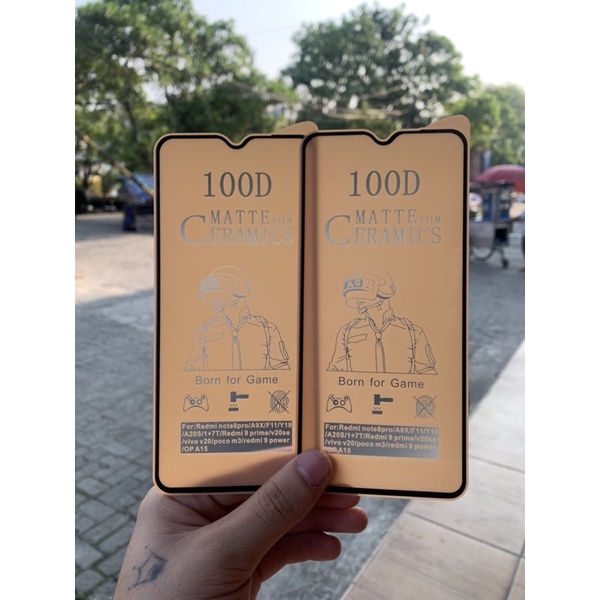 100D
MATTE FILM
CERAMICS
Born for Game
For:Redmi note8pro/A9X/F11/Y19
/A20S/1+7T/Redmi 9 prime/v20se
/vivo v20/poco m3/redmi 9 power
/OP A15
100D
MATTE FILM
CERAMICS
AG
Born for Game
For:Redmi note8pro/A9X/F11/Y19
/A20S/1+7T/Redmi 9 prime/v20se
/vivo v20/poco m3/redmi 9 power
/OP A15